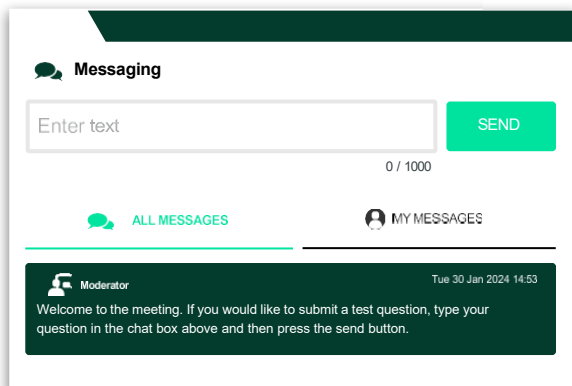 Messaging
Enter text
SEND
0 / 1000
ALL MESSAGES
MY MESSAGES
Moderator
Tue 30 Jan 2024 14:53
Welcome to the meeting. If you would like to submit a test question, type your
question in the chat box above and then press the send button.